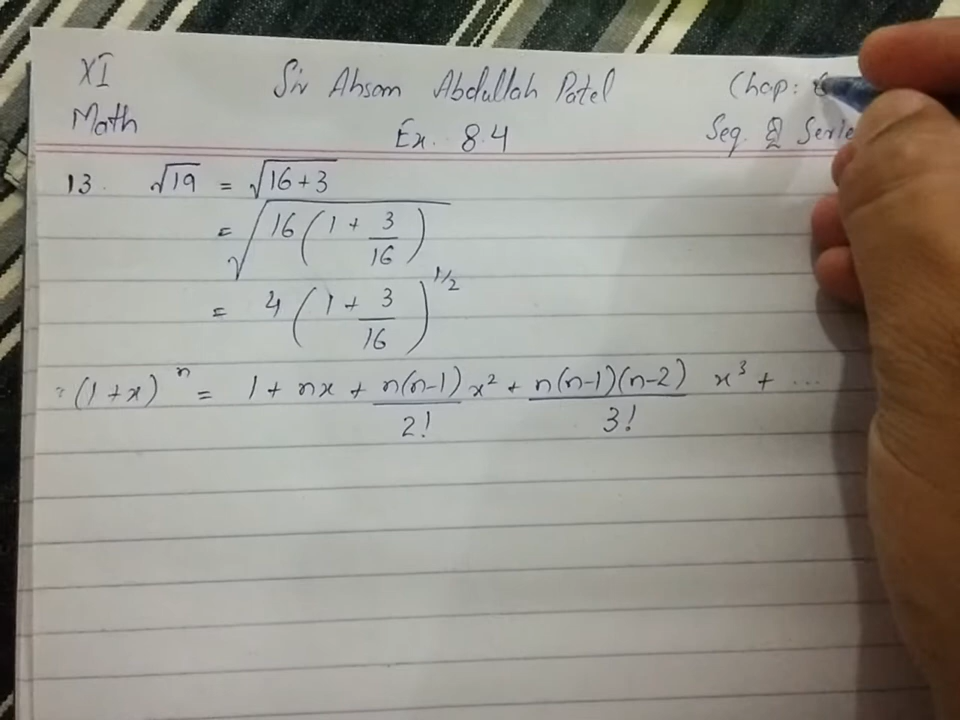 XI Sir Ahsan Abdullah Patel Chap:
Math Ex. 8.4 Seq. & Serie
13. √19 = √16+3
= √16(1 + 3/16)
= 4(1 + 3/16)^1/2
∵ (1+x)^n = 1 + nx + n(n-1)/2! x² + n(n-1)(n-2)/3! x³ + ...